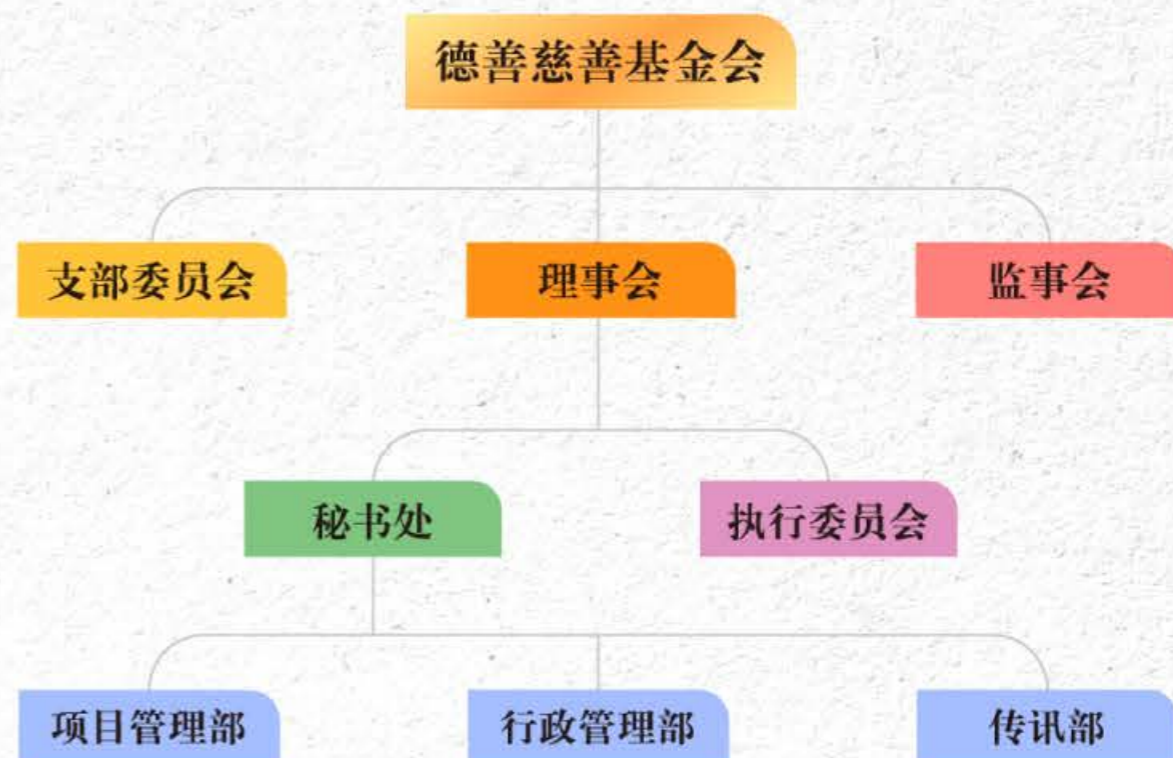 德善慈善基金会
支部委员会
理事会
监事会
秘书处
执行委员会
项目管理部
行政管理部
传讯部